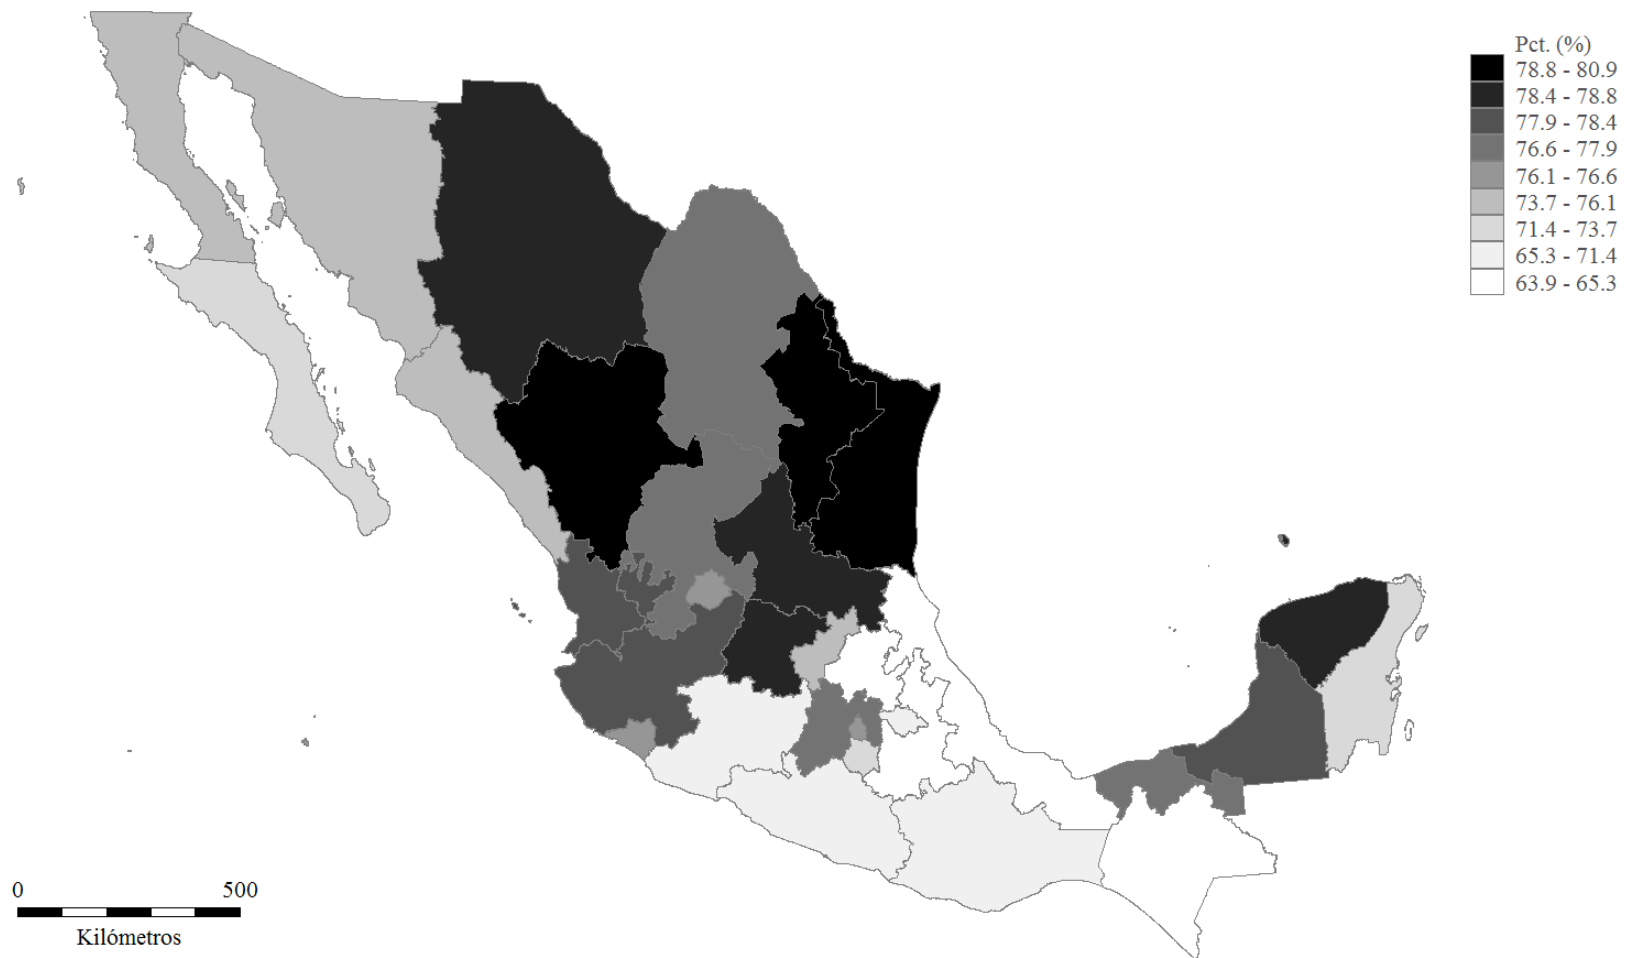 Pct. (%)
78.8 - 80.9
78.4 - 78.8
77.9 - 78.4
76.6 - 77.9
76.1 - 76.6
73.7 - 76.1
71.4 - 73.7
65.3 - 71.4
63.9 - 65.3
0 500
Kilómetros